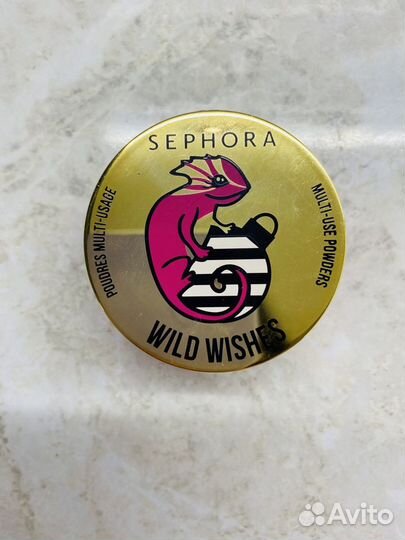 SEPHORA
POUDRES MULTI-USAGE
MULTI-USE POWDERS
WILD WISHES
Avito